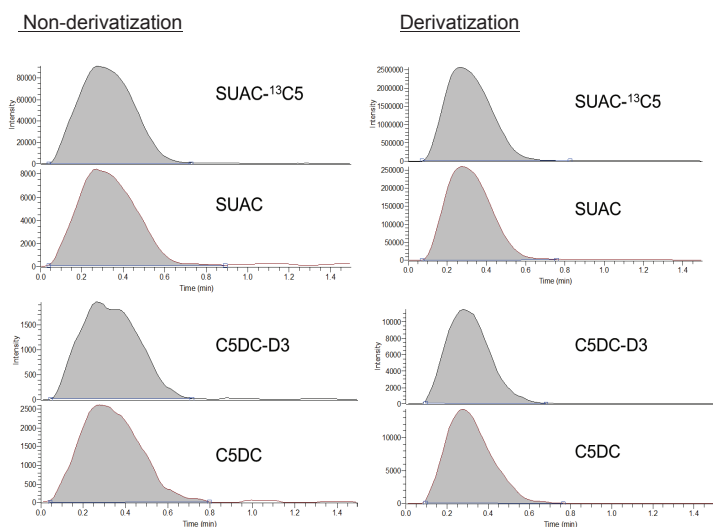 Non-derivatization
Derivatization
Intensity
80000
60000
40000
20000
0
SUAC-¹³C5
Intensity
2500000
2000000
1500000
1000000
500000
0
SUAC-¹³C5
8000
6000
4000
2000
0
SUAC
250000
200000
150000
100000
50000
0
SUAC
0.0 0.2 0.4 0.6 0.8 1.0 1.2 1.4
Time (min)
0.0 0.2 0.4 0.6 0.8 1.0 1.2 1.4
Time (min)
Intensity
1500
1000
500
0
C5DC-D3
Intensity
10000
8000
6000
4000
2000
0
C5DC-D3
2500
2000
1500
1000
500
0
C5DC
10000
5000
0
C5DC
0.0 0.2 0.4 0.6 0.8 1.0 1.2 1.4
Time (min)
0.0 0.2 0.4 0.6 0.8 1.0 1.2 1.4
Time (min)